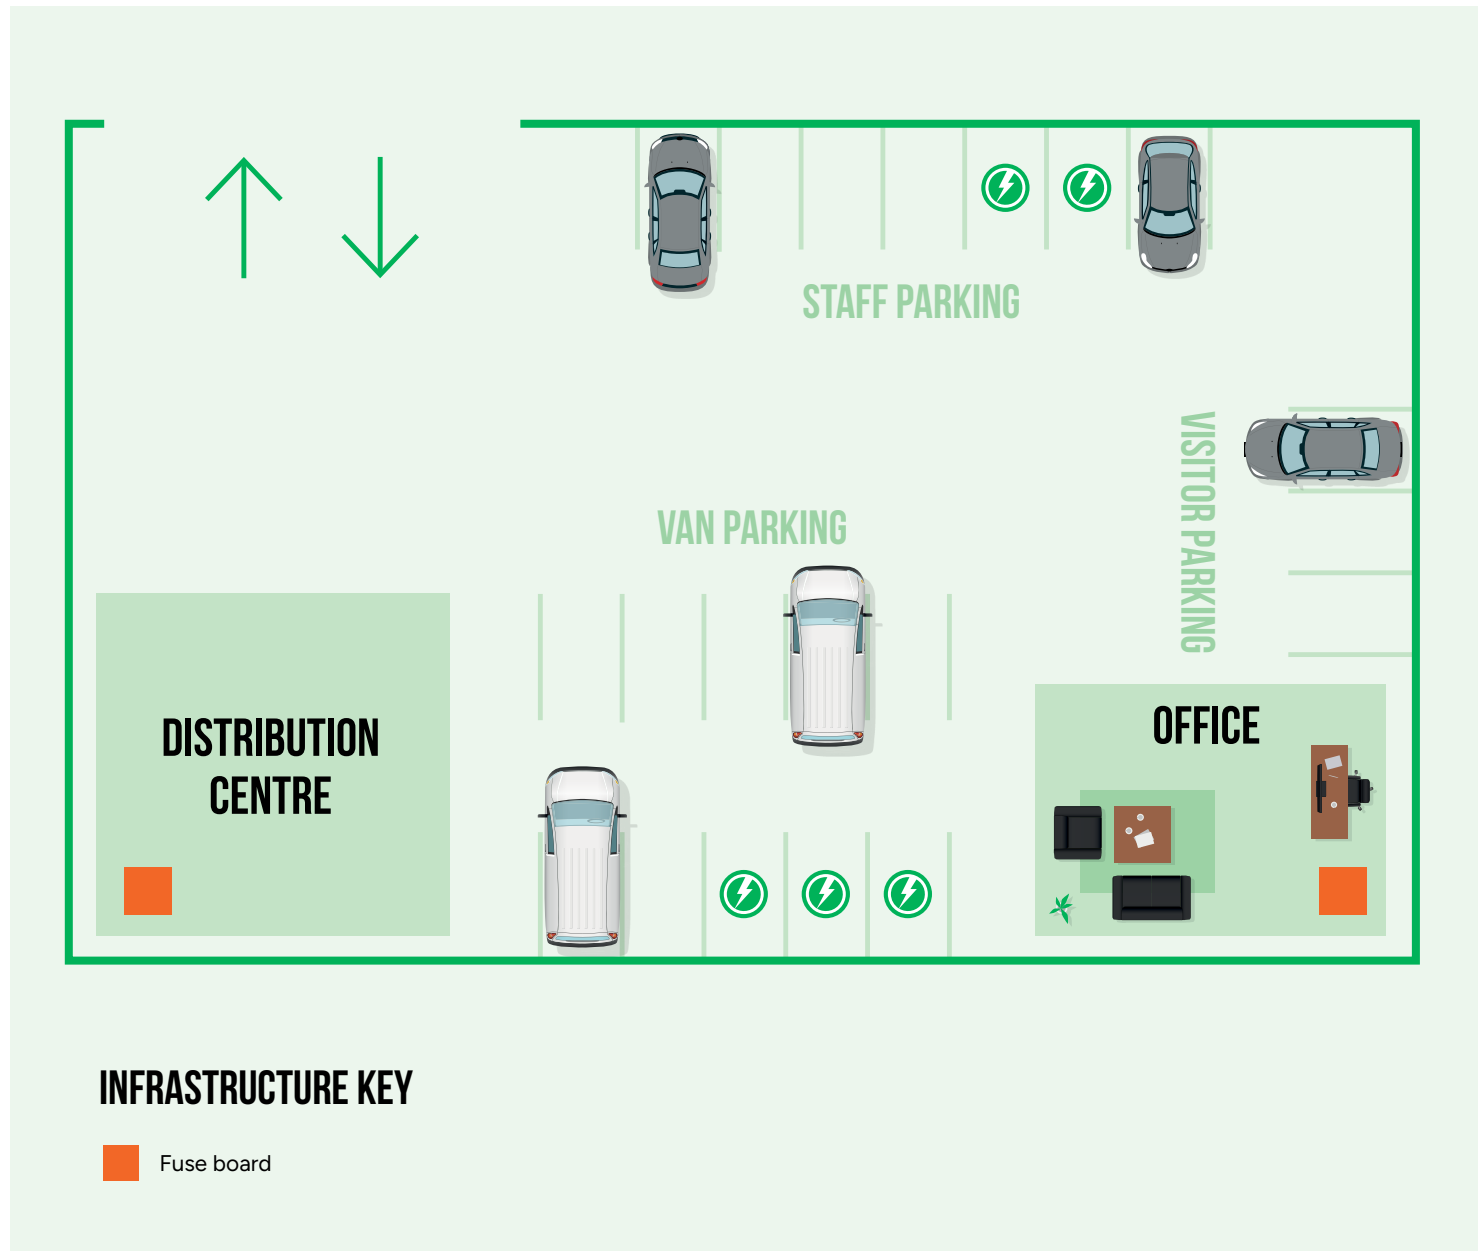 STAFF PARKING
VISITOR PARKING
VAN PARKING
DISTRIBUTION
CENTRE
OFFICE
INFRASTRUCTURE KEY
Fuse board